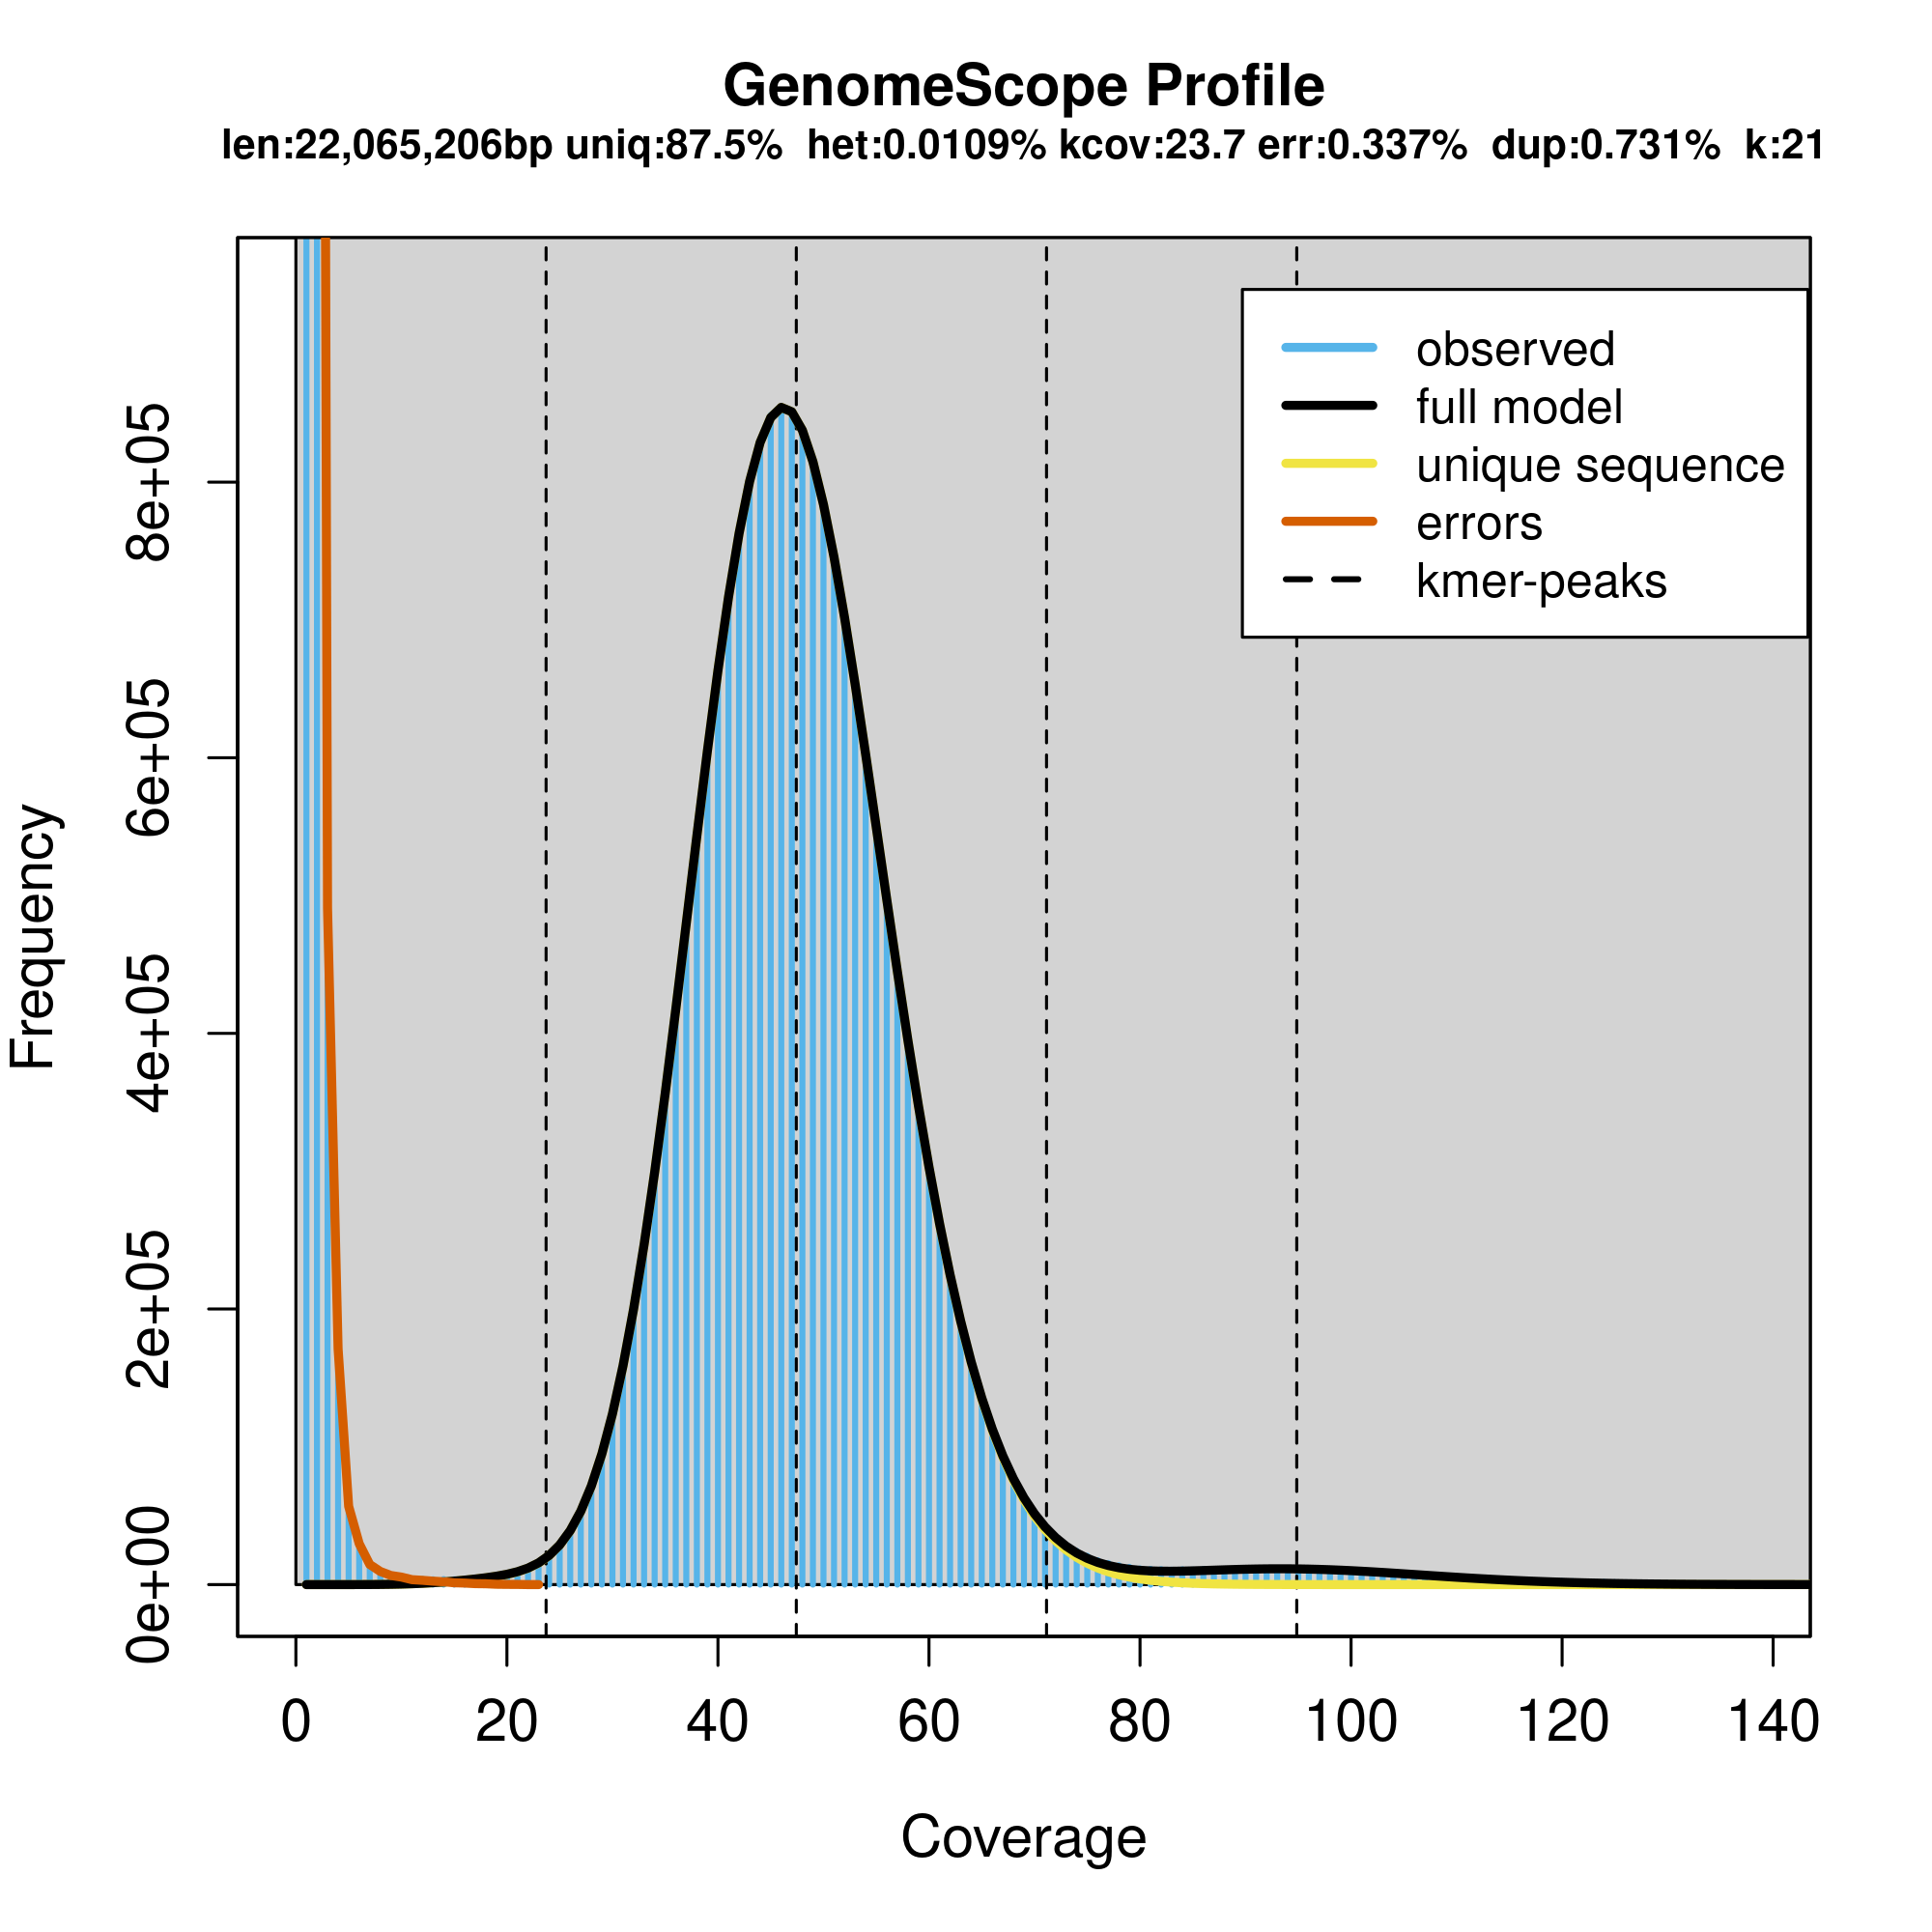 GenomeScope Profile
len:22,065,206bp uniq:87.5% het:0.0109% kcov:23.7 err:0.337% dup:0.731% k:21
observed
full model
unique sequence
errors
kmer-peaks
Frequency
8e+05
6e+05
4e+05
2e+05
0e+00
0 20 40 60 80 100 120 140
Coverage